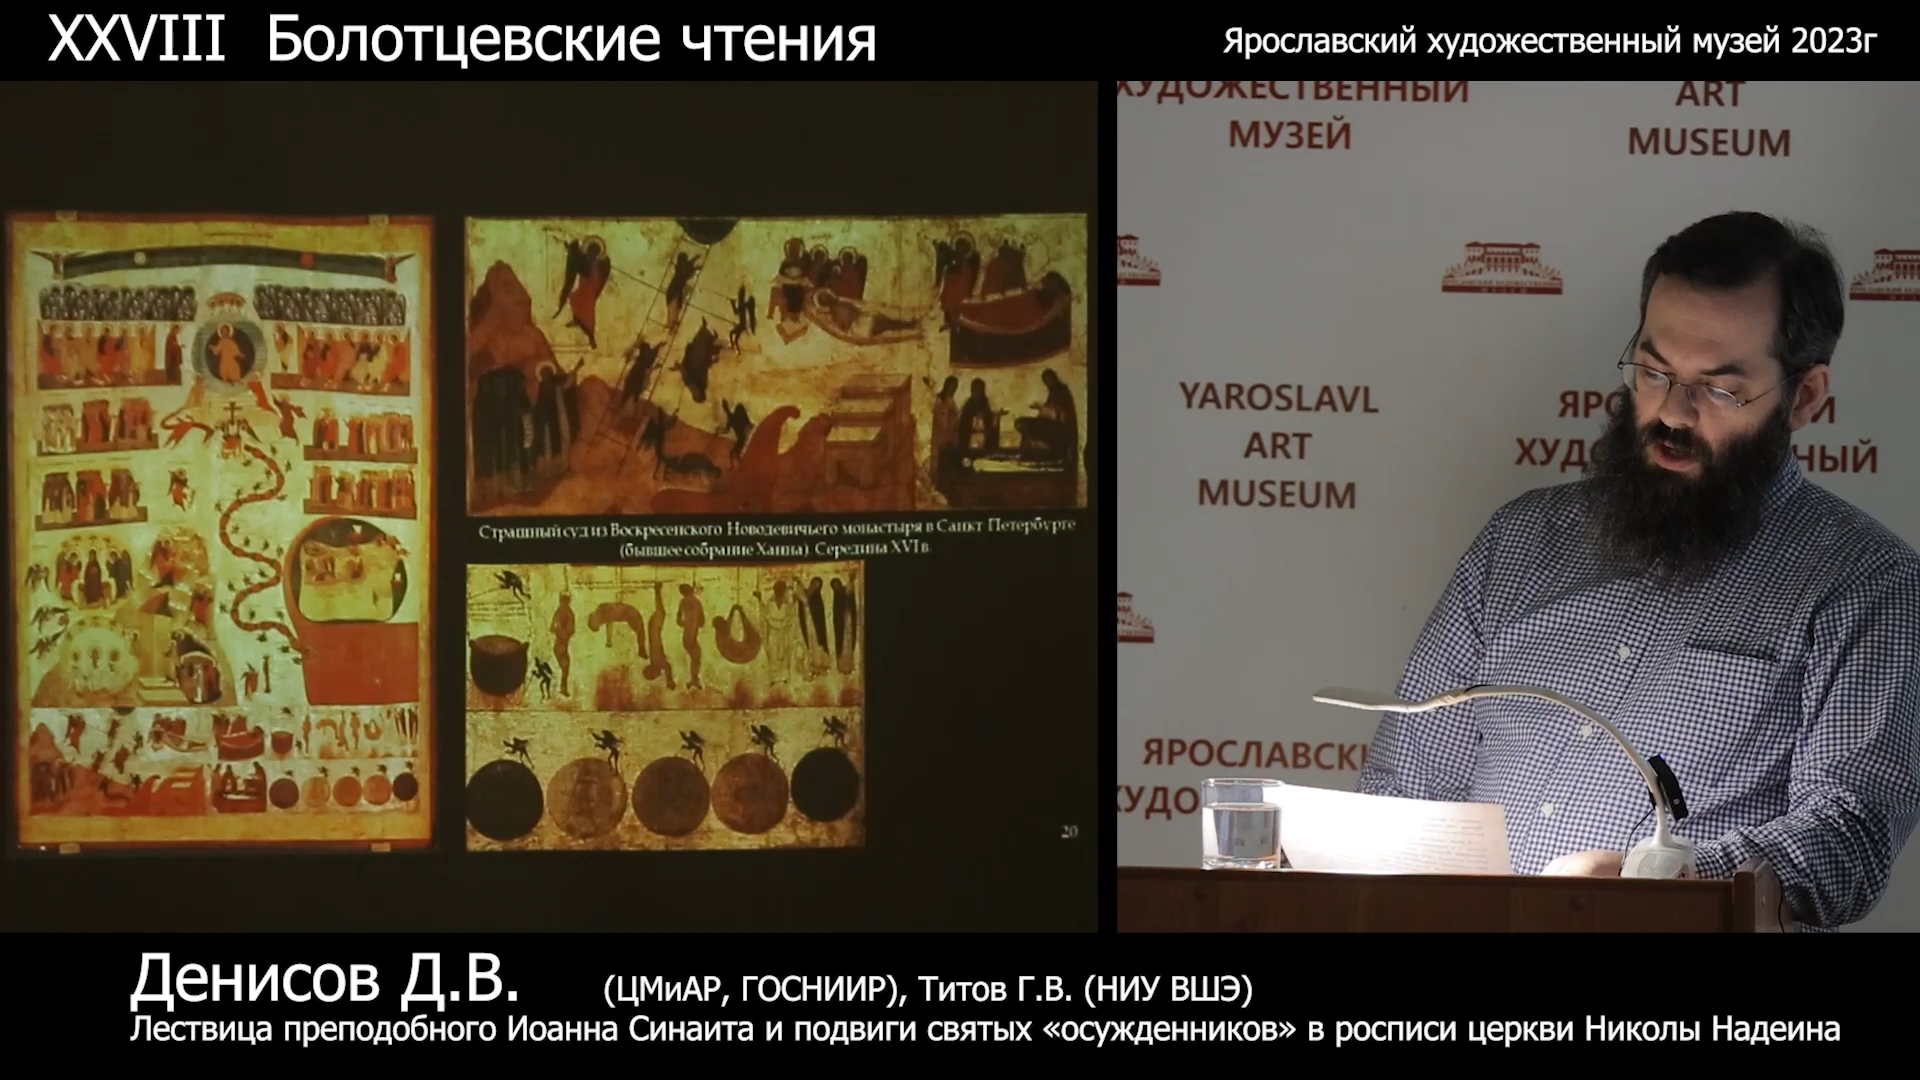 XXVIII Болотцевские чтения
Ярославский художественный музей 2023г
Страшный суд из Воскресенского Новодевичьего монастыря в Санкт Петербурге
(бывшее собрание Ханна) Середина XVI в.
20
ХУДОЖЕСТВЕННЫЙ
МУЗЕЙ
ART
MUSEUM
YAROSLAVL
ART
MUSEUM
ЯРОСЛАВСКИ
ХУДО
Денисов Д.В. (ЦМиАР, ГОСНИИР), Титов Г.В. (НИУ ВШЭ)
Лествица преподобного Иоанна Синаита и подвиги святых «осужденников» в росписи церкви Николы Надеина